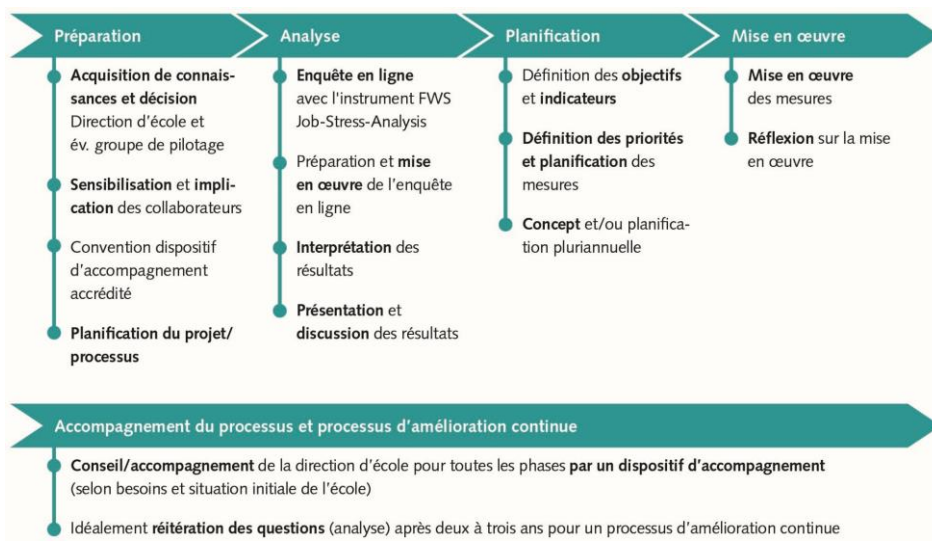 Préparation
Acquisition de connais-
sances et décision
Direction d'école et
év. groupe de pilotage
Sensibilisation et impli-
cation des collaborateurs
Convention dispositif
d'accompagnement
accrédité
Planification du projet/
processus
Analyse
Enquête en ligne
avec l'instrument FWS
Job-Stress-Analysis
Préparation et mise
en œuvre de l'enquête
en ligne
Interprétation des
résultats
Présentation et
discussion des résultats
Planification
Définition des objectifs
et indicateurs
Définition des priorités
et planification des
mesures
Concept et/ou planifica-
tion pluriannuelle
Mise en œuvre
Mise en œuvre
des mesures
Réflexion sur la mise
en œuvre
Accompagnement du processus et processus d'amélioration continue
Conseil/accompagnement de la direction d'école pour toutes les phases par un dispositif d'accompagnement
(selon besoins et situation initiale de l'école)
Idéalement réitération des questions (analyse) après deux à trois ans pour un processus d'amélioration continue